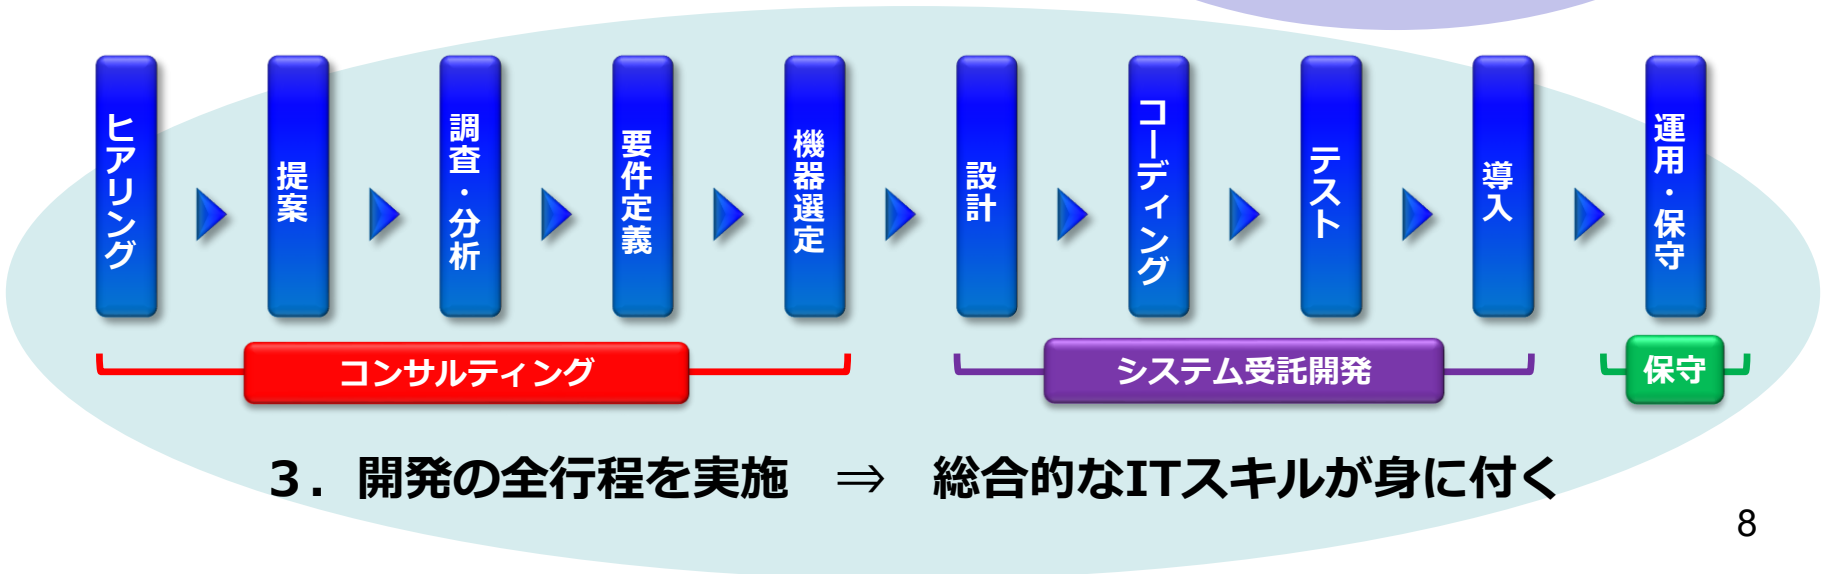 ヒアリング
提案
調査・分析
要件定義
機器選定
設計
コーディング
テスト
導入
運用・保守
コンサルティング
システム受託開発
保守
３．開発の全行程を実施　⇒　総合的なITスキルが身に付く
8